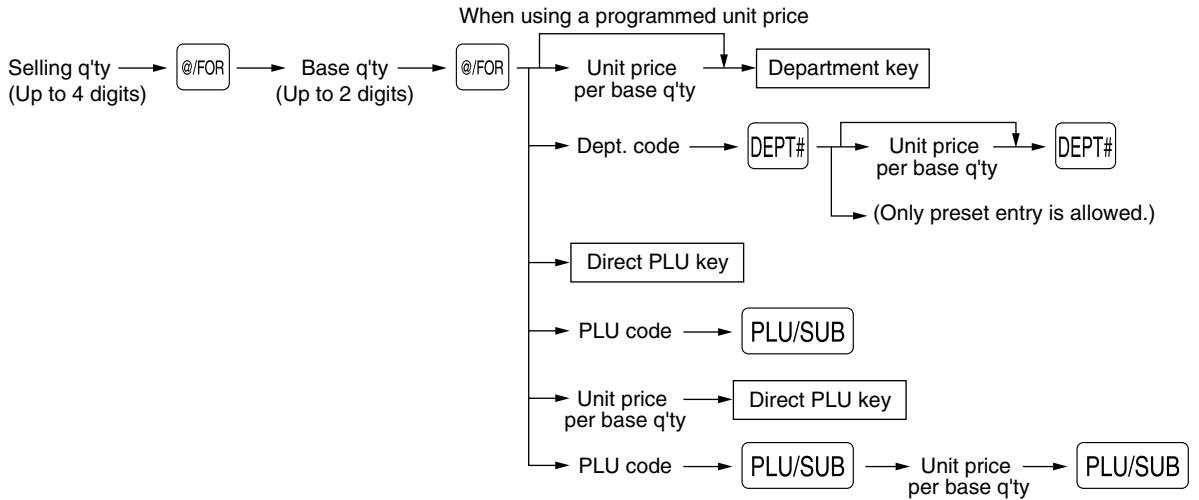 When using a programmed unit price
Selling q'ty
(Up to 4 digits)
@/FOR
Base q'ty
(Up to 2 digits)
@/FOR
Unit price
per base q'ty
Department key
Dept. code
DEPT#
Unit price
per base q'ty
DEPT#
(Only preset entry is allowed.)
Direct PLU key
PLU code
PLU/SUB
Unit price
per base q'ty
Direct PLU key
PLU code
PLU/SUB
Unit price
per base q'ty
PLU/SUB